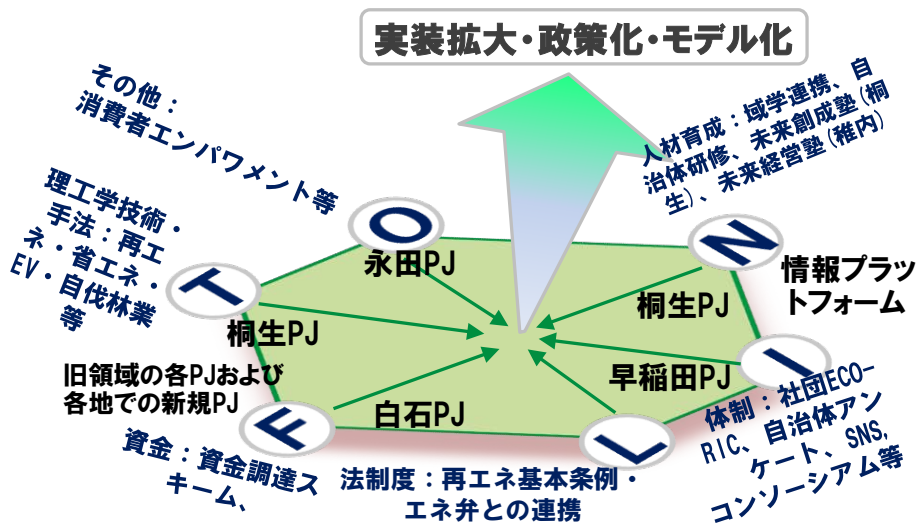 実装拡大・政策化・モデル化
その他：
消費者エンパワメント等
人材育成：域学連携、自
治体研修、未来創成塾(桐
生)、未来経営塾(稚内)
理工学技術・
手法：再エ
ネ・省エネ・
EV・自伐林業
等
O
永田PJ
N
桐生PJ
情報プラッ
トフォーム
T
桐生PJ
旧領域の各PJおよび
各地での新規PJ
I
早稲田PJ
体制：社団ECO-
RIC、自治体アン
ケート、SNS,
コンソーシアム等
F
白石PJ
資金：資金調達ス
キーム、
L
法制度：再エネ基本条例・
エネ弁との連携